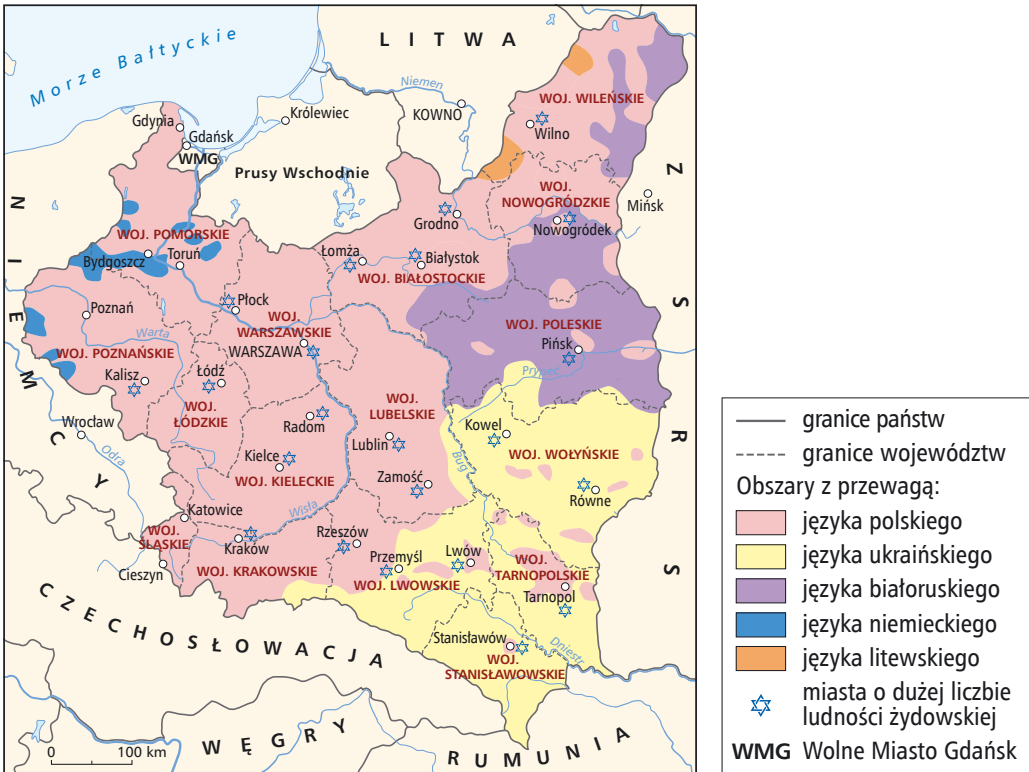 Morze Bałtyckie
LITWA
Niemen
WOJ. WILEŃSKIE
Gdynia
Królewiec
KOWNO
Wilno
Gdańsk
WMG
Prusy Wschodnie
NIEMCY
ZSRS
Mińsk
WOJ.
NOWOGRÓDZKIE
Grodno
Nowogródek
WOJ. POMORSKIE
Bydgoszcz
Toruń
Łomża
Białystok
WOJ. BIAŁOSTOCKIE
Poznań
Płock
WOJ.
WARSZAWSKIE
WARSZAWA
WOJ. POLESKIE
Pińsk
Prypeć
Warta
WOJ. POZNAŃSKIE
Kalisz
Łódź
WOJ.
ŁÓDZKIE
Radom
WOJ.
LUBELSKIE
Lublin
Kowel
WOJ. WOŁYŃSKIE
Wrocław
Odra
Kielce
WOJ. KIELECKIE
Zamość
Bug
Równe
Katowice
Wisła
WOJ.
ŚLĄSKIE
Kraków
Rzeszów
Cieszyn
WOJ. KRAKOWSKIE
Przemyśl
Lwów
WOJ. LWOWSKIE
WOJ.
TARNOPOLSKIE
Tarnopol
CZECHOSŁOWACJA
Stanisławów
Dniestr
WOJ.
STANISŁAWOWSKIE
WĘGRY
RUMUNIA
0 100 km
granice państw
granice województw
Obszary z przewagą:
języka polskiego
języka ukraińskiego
języka białoruskiego
języka niemieckiego
języka litewskiego
miasta o dużej liczbie
ludności żydowskiej
WMG Wolne Miasto Gdańsk